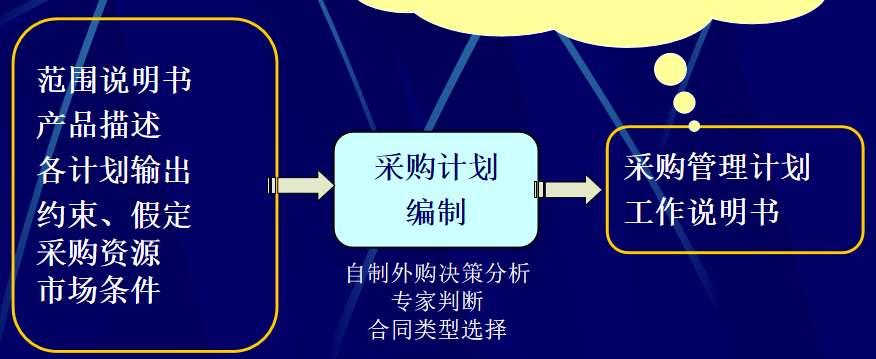 范围说明书
产品描述
各计划输出
约束、假定
采购资源
市场条件
采购计划
编制
自制外购决策分析
专家判断
合同类型选择
采购管理计划
工作说明书